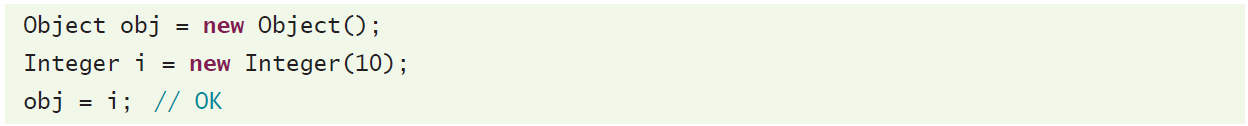 Object obj = new Object();
Integer i = new Integer(10);
obj = i; // OK